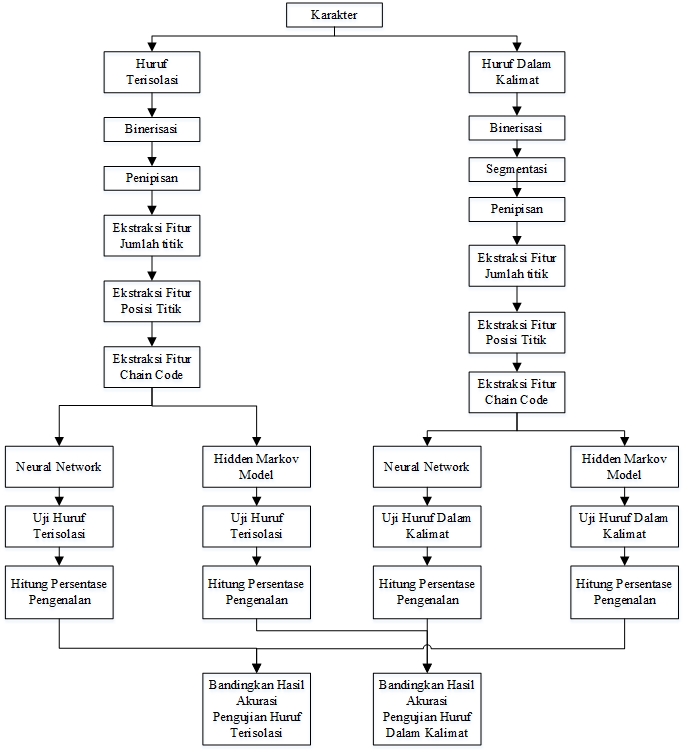 Karakter
Huruf
Terisolasi
Huruf Dalam
Kalimat
Binerisasi
Binerisasi
Segmentasi
Penipisan
Penipisan
Ekstraksi Fitur
Jumlah titik
Ekstraksi Fitur
Jumlah titik
Ekstraksi Fitur
Posisi Titik
Ekstraksi Fitur
Posisi Titik
Ekstraksi Fitur
Chain Code
Ekstraksi Fitur
Chain Code
Neural Network
Hidden Markov
Model
Neural Network
Hidden Markov
Model
Uji Huruf
Terisolasi
Uji Huruf
Terisolasi
Uji Huruf Dalam
Kalimat
Uji Huruf Dalam
Kalimat
Hitung Persentase
Pengenalan
Hitung Persentase
Pengenalan
Hitung Persentase
Pengenalan
Hitung Persentase
Pengenalan
Bandingkan Hasil
Akurasi
Pengujian Huruf
Terisolasi
Bandingkan Hasil
Akurasi
Pengujian Huruf
Dalam Kalimat